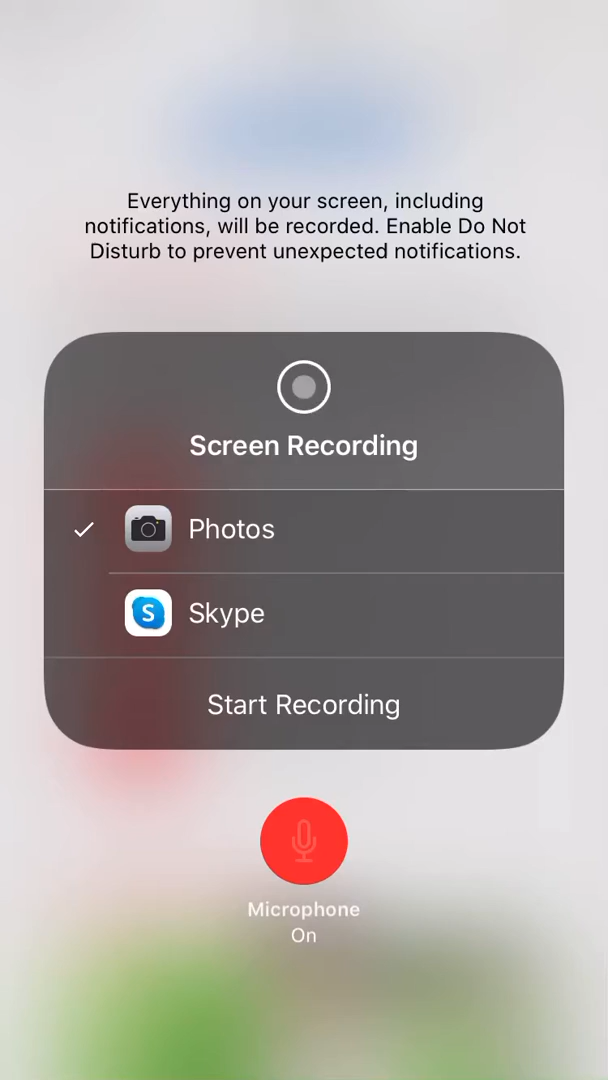 Everything on your screen, including
notifications, will be recorded. Enable Do Not
Disturb to prevent unexpected notifications.
Screen Recording
Photos
S
Skype
Start Recording
Microphone
On